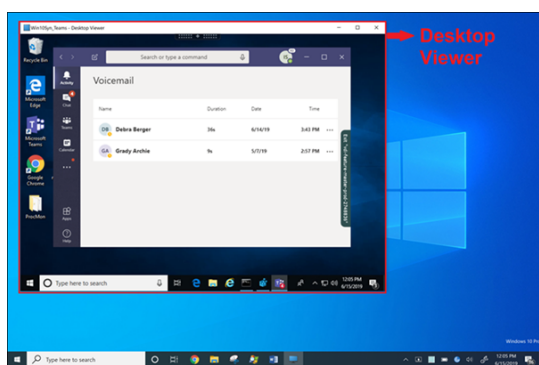 Win10Syn_Teams - Desktop Viewer
Desktop Viewer
Recycle Bin
Microsoft Edge
Microsoft Teams
Google Chrome
ProcMon
Search or type a command
Activity
Chat
Teams
Calendar
Apps
Help
Voicemail
Name Duration Date Time
DB Debra Berger 36s 6/14/19 3:43 PM
GA Grady Archie 9s 5/7/19 2:57 PM
Type here to search
12:05 PM
6/15/2019
Windows 10 Pro
Type here to search
12:05 PM
6/15/2019